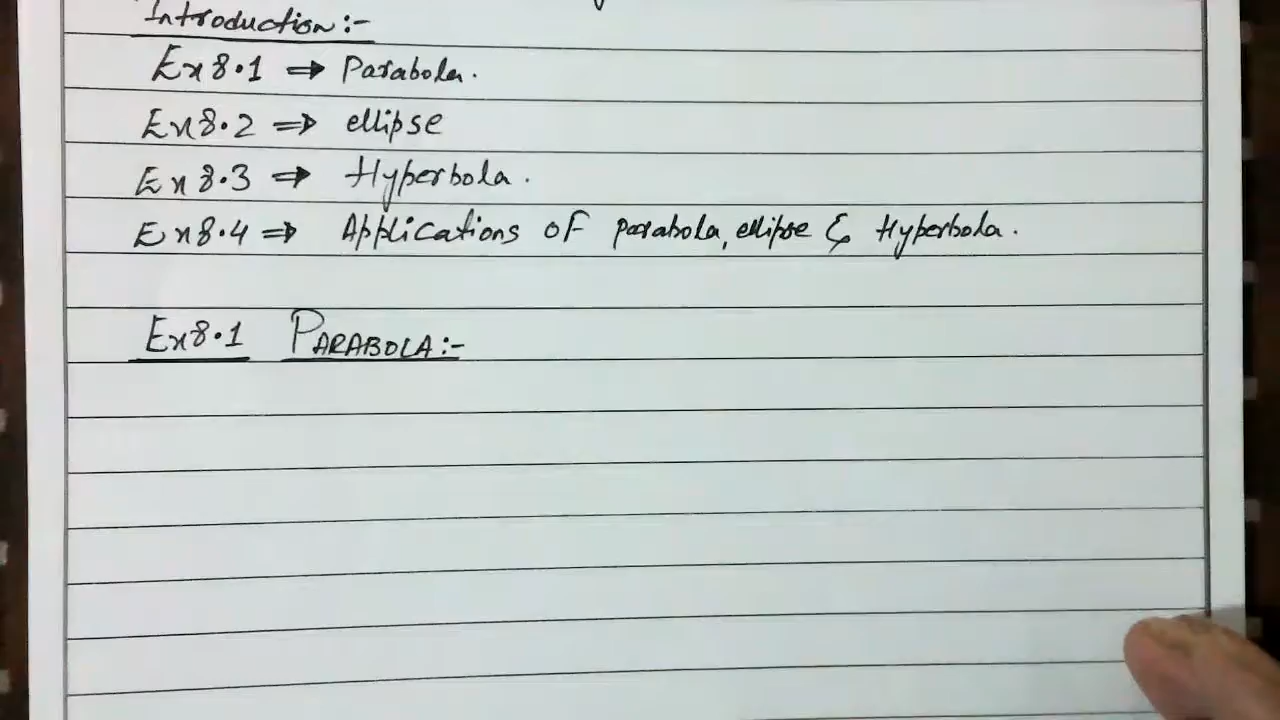 Introduction:-
Ex 8.1 ⇒ Parabola.
Ex 8.2 ⇒ ellipse
Ex 8.3 ⇒ Hyperbola.
Ex 8.4 ⇒ Applications of parabola, ellipse & Hyperbola.
Ex 8.1 PARABOLA:-